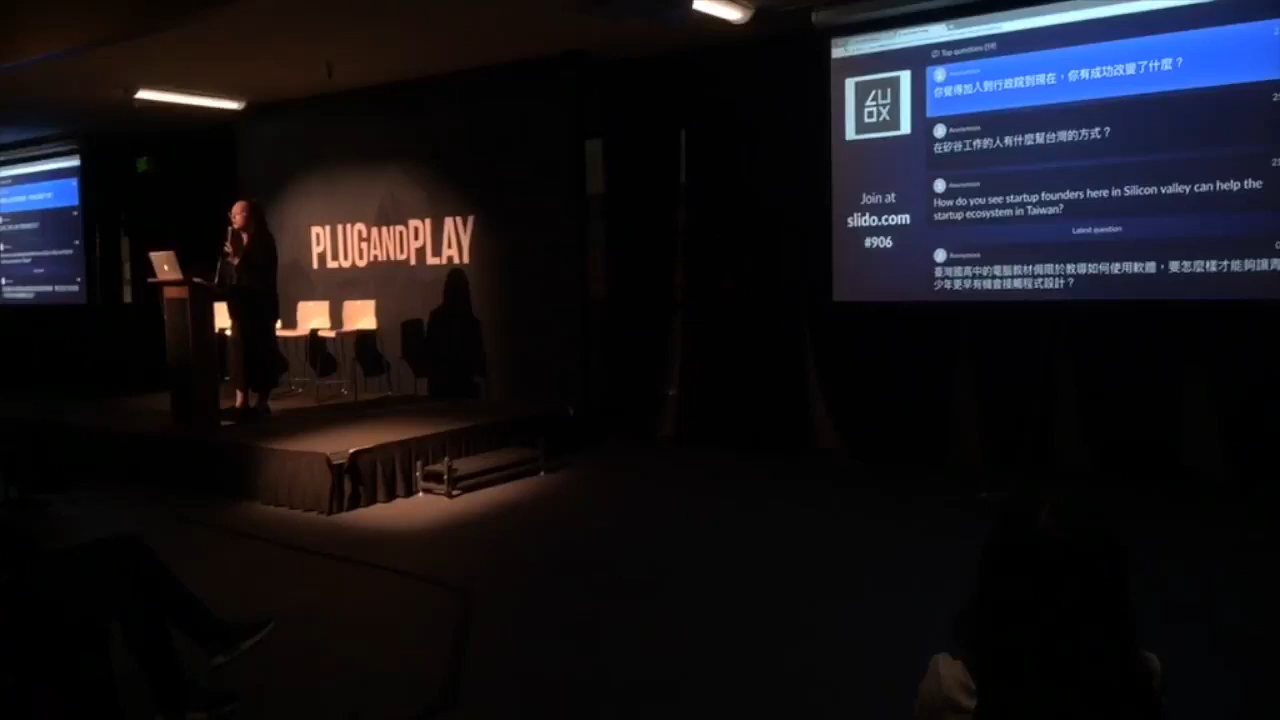 PLUGANDPLAY
Top questions (59)
Anonymous
你覺得加入到行政院到現在，你有成功改變了什麼？
Anonymous
在矽谷工作的人有什麼幫台灣的方式？
Anonymous
How do you see startup founders here in Silicon valley can help the
startup ecosystem in Taiwan?
Latest question
Anonymous
臺灣國高中的電腦教材侷限於教導如何使用軟體，要怎麼樣才能夠讓青
少年更早有機會接觸程式設計？
Join at
slido.com
#906